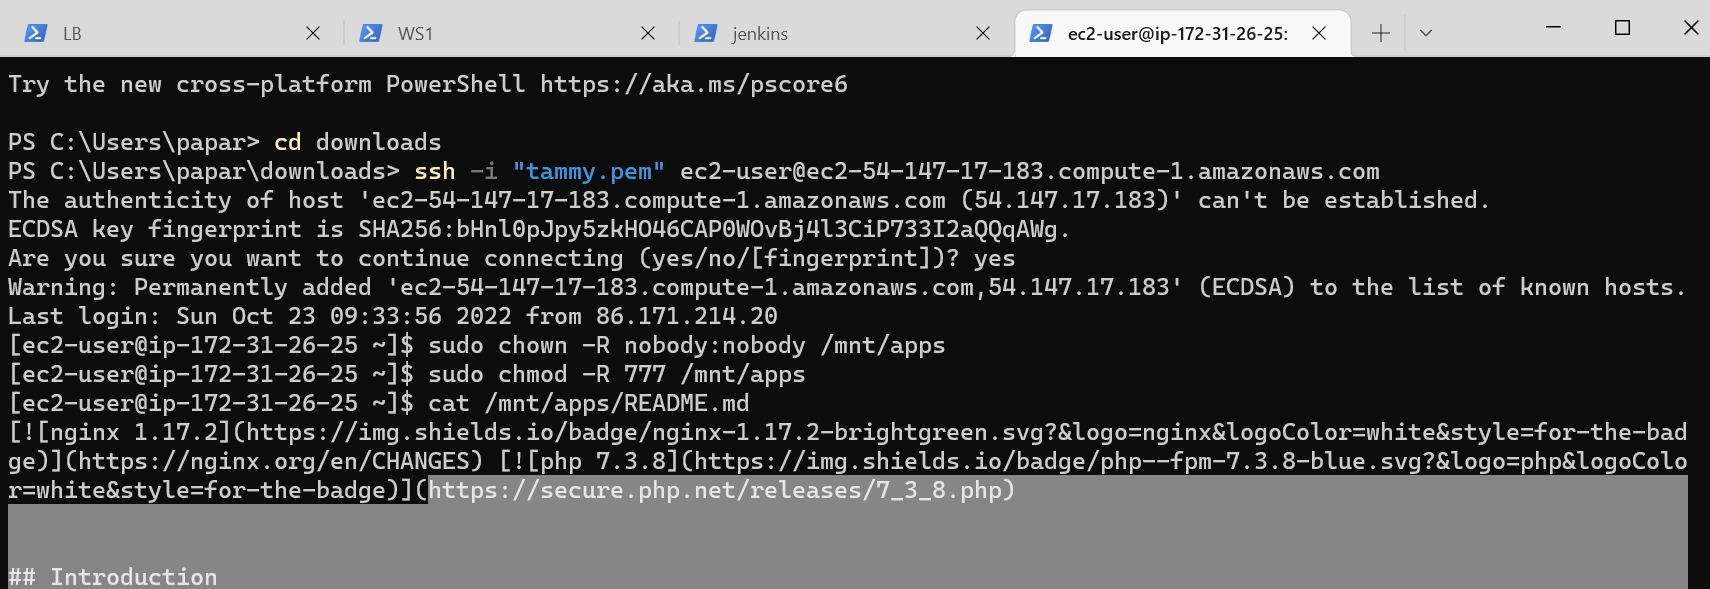 LB
WS1
jenkins
ec2-user@ip-172-31-26-25:
Try the new cross-platform PowerShell https://aka.ms/pscore6
PS C:\Users\papar> cd downloads
PS C:\Users\papar\downloads> ssh -i "tammy.pem" ec2-user@ec2-54-147-17-183.compute-1.amazonaws.com
The authenticity of host 'ec2-54-147-17-183.compute-1.amazonaws.com (54.147.17.183)' can't be established.
ECDSA key fingerprint is SHA256:bHnl0pJpy5zkHO46CAP0WOvBj4l3CiP733I2aQQqAWg.
Are you sure you want to continue connecting (yes/no/[fingerprint])? yes
Warning: Permanently added 'ec2-54-147-17-183.compute-1.amazonaws.com,54.147.17.183' (ECDSA) to the list of known hosts.
Last login: Sun Oct 23 09:33:56 2022 from 86.171.214.20
[ec2-user@ip-172-31-26-25 ~]$ sudo chown -R nobody:nobody /mnt/apps
[ec2-user@ip-172-31-26-25 ~]$ sudo chmod -R 777 /mnt/apps
[ec2-user@ip-172-31-26-25 ~]$ cat /mnt/apps/README.md
[![nginx 1.17.2](https://img.shields.io/badge/nginx-1.17.2-brightgreen.svg?&logo=nginx&logoColor=white&style=for-the-bad
ge)](https://nginx.org/en/CHANGES) [![php 7.3.8](https://img.shields.io/badge/php--fpm-7.3.8-blue.svg?&logo=php&logoColo
r=white&style=for-the-badge)](https://secure.php.net/releases/7_3_8.php)
## Introduction